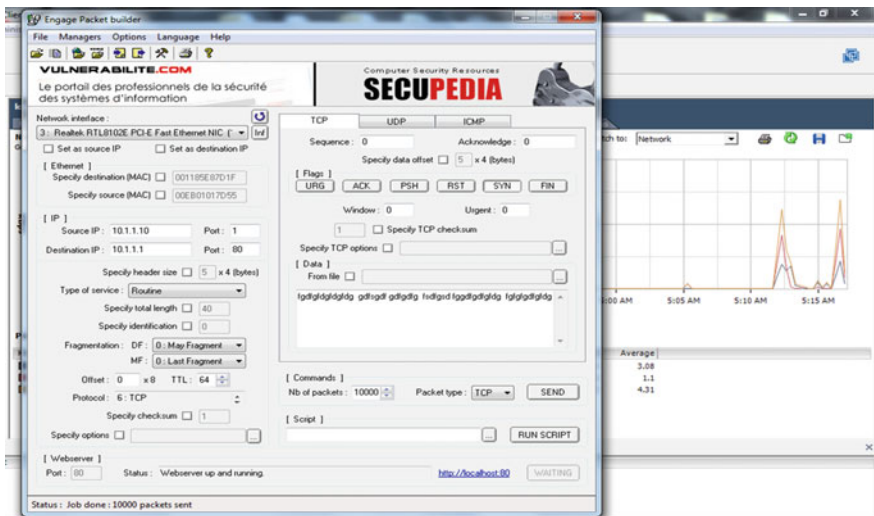 Engage Packet builder
File Managers Options Language Help
VULNERABILITE.COM
Le portail des professionnels de la sécurité
des systèmes d'information
Computer Security Resources
SECUPEDIA
Network interface :
3 : Realtek RTL8102E PCI-E Fast Ethernet NIC (' Inf
Set as source IP Set as destination IP
[ Ethernet ]
Specify destination (MAC) 001185E87D1F
Specify source (MAC) 00EB01017D55
[ IP ]
Source IP : 10.1.1.10 Port : 1
Destination IP : 10.1.1.1 Port : 80
Specify header size 5 x 4 (bytes)
Type of service : Routine
Specify total length 40
Specify identification 0
Fragmentation : DF : 0 : May Fragment
MF : 0 : Last Fragment
Offset : 0 x 8 TTL : 64
Protocol : 6 : TCP
Specify checksum 1
Specify options ...
TCP UDP ICMP
Sequence : 0 Acknowledge : 0
Specify data offset 5 x 4 (bytes)
[ Flags ]
URG ACK PSH RST SYN FIN
Window : 0 Urgent : 0
1 Specify TCP checksum
Specify TCP options ...
[ Data ]
From file ...
[ Commands ]
Nb of packets : 10000 Packet type : TCP SEND
[ Script ]
... RUN SCRIPT
[ Webserver ]
Port : 80 Status : Webserver up and running. http://localhost:80 WAITING
Status : Job done : 10000 packets sent
Network
5:05 AM 5:10 AM 5:15 AM
Average
3.08
1.1
4.31